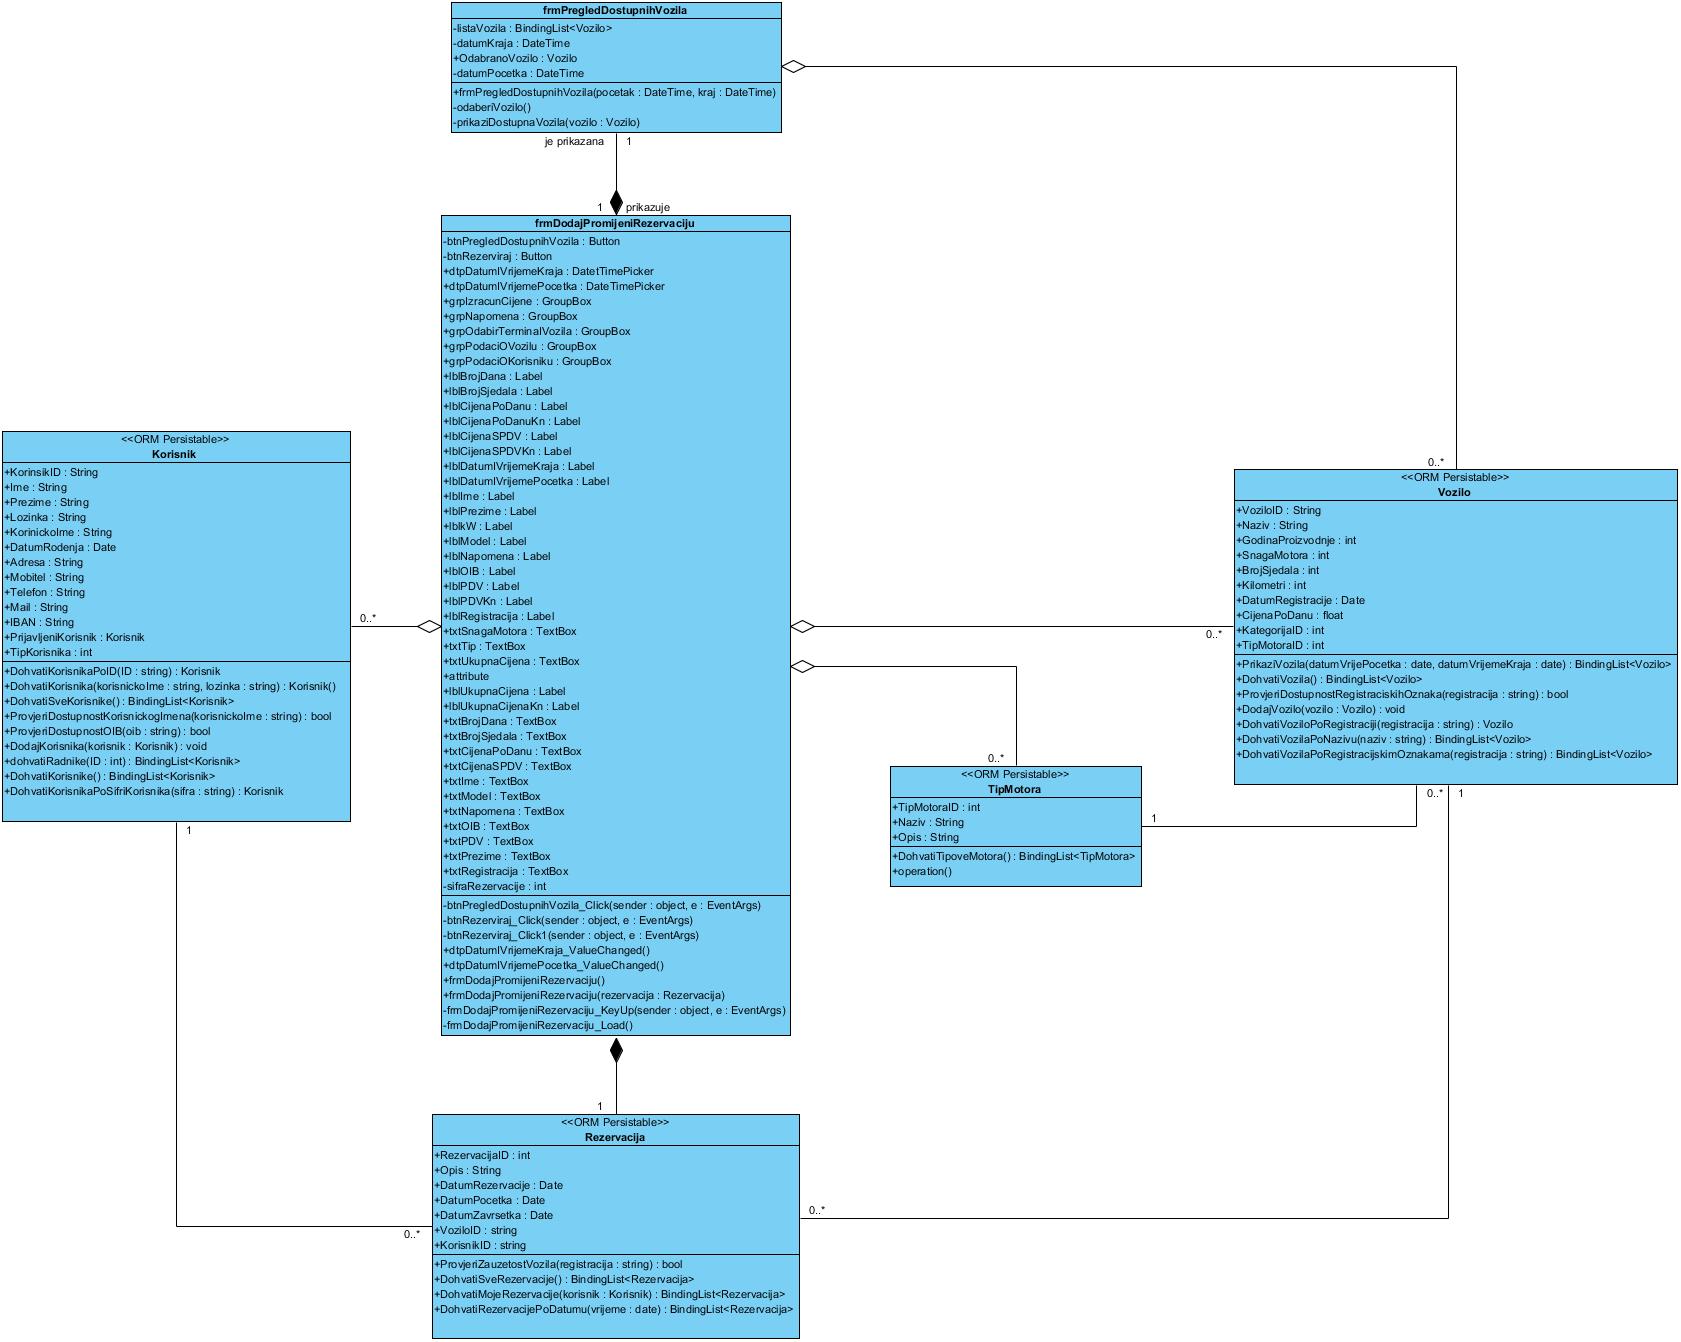 frmPregledDostupnihVozila
-listaVozila : BindingList<Vozilo>
-datumKraja : DateTime
+OdabranoVozilo : Vozilo
-datumPocetka : DateTime
+frmPregledDostupnihVozila(pocetak : DateTime, kraj : DateTime)
-odaberiVozilo()
-prikaziDostupnaVozila(vozilo : Vozilo)
je prikazana
1
1
prikazuje
frmDodajPromijeniRezervaciju
-btnPregledDostupnihVozila : Button
-btnRezerviraj : Button
+dtpDatumIVrijemeKraja : DatetTimePicker
+dtpDatumIVrijemePocetka : DateTimePicker
+grpIzracunCijene : GroupBox
+grpNapomena : GroupBox
+grpOdabirTerminaIVozila : GroupBox
+grpPodaciOVozilu : GroupBox
+grpPodaciOKorisniku : GroupBox
+lblBrojDana : Label
+lblBrojSjedala : Label
+lblCijenaPoDanu : Label
+lblCijenaPoDanuKn : Label
+lblCijenaSPDV : Label
+lblCijenaSPDVKn : Label
+lblDatumIVrijemeKraja : Label
+lblDatumIVrijemePocetka : Label
+lblIme : Label
+lblPrezime : Label
+lblkW : Label
+lblModel : Label
+lblNapomena : Label
+lblOIB : Label
+lblPDV : Label
+lblPDVKn : Label
+lblRegistracija : Label
+txtSnagaMotora : TextBox
+txtTip : TextBox
+txtUkupnaCijena : TextBox
+attribute
+lblUkupnaCijena : Label
+lblUkupnaCijenaKn : Label
+txtBrojDana : TextBox
+txtBrojSjedala : TextBox
+txtCijenaPoDanu : TextBox
+txtCijenaSPDV : TextBox
+txtIme : TextBox
+txtModel : TextBox
+txtNapomena : TextBox
+txtOIB : TextBox
+txtPDV : TextBox
+txtPrezime : TextBox
+txtRegistracija : TextBox
-sifraRezervacije : int
-btnPregledDostupnihVozila_Click(sender : object, e : EventArgs)
-btnRezerviraj_Click(sender : object, e : EventArgs)
-btnRezerviraj_Click1(sender : object, e : EventArgs)
+dtpDatumIVrijemeKraja_ValueChanged()
+dtpDatumIVrijemePocetka_ValueChanged()
+frmDodajPromijeniRezervaciju()
+frmDodajPromijeniRezervaciju(rezervacija : Rezervacija)
-frmDodajPromijeniRezervaciju_KeyUp(sender : object, e : EventArgs)
-frmDodajPromijeniRezervaciju_Load()
<<ORM Persistable>>
Korisnik
+KorinsikID : String
+Ime : String
+Prezime : String
+Lozinka : String
+KorinickoIme : String
+DatumRodenja : Date
+Adresa : String
+Mobitel : String
+Telefon : String
+Mail : String
+IBAN : String
+PrijavljeniKorisnik : Korisnik
+TipKorisnika : int
+DohvatiKorisnikaPoID(ID : string) : Korisnik
+DohvatiKorisnika(korisnickoIme : string, lozinka : string) : Korisnik()
+DohvatiSveKorisnike() : BindingList<Korisnik>
+ProvjeriDostupnostKorisnickogImena(korisnickoIme : string) : bool
+ProvjeriDostupnostOIB(oib : string) : bool
+DodajKorisnika(korisnik : Korisnik) : void
+dohvatiRadnike(ID : int) : BindingList<Korisnik>
+DohvatiKorisnike() : BindingList<Korisnik>
+DohvatiKorisnikaPoSifriKorisnika(sifra : string) : Korisnik
0..*
1
0..*
0..*
<<ORM Persistable>>
Vozilo
+VoziloID : String
+Naziv : String
+GodinaProizvodnje : int
+SnagaMotora : int
+BrojSjedala : int
+Kilometri : int
+DatumRegistracije : Date
+CijenaPoDanu : float
+KategorijaID : int
+TipMotoraID : int
+PrikaziVozila(datumVrijePocetka : date, datumVrijemeKraja : date) : BindingList<Vozilo>
+DohvatiVozila() : BindingList<Vozilo>
+ProvjeriDostupnostRegistraciskihOznaka(registracija : string) : bool
+DodajVozilo(vozilo : Vozilo) : void
+DohvatiVoziloPoRegistraciji(registracija : string) : Vozilo
+DohvatiVozilaPoNazivu(naziv : string) : BindingList<Vozilo>
+DohvatiVozilaPoRegistracijskimOznakama(registracija : string) : BindingList<Vozilo>
0..*
1
0..*
<<ORM Persistable>>
TipMotora
+TipMotoraID : int
+Naziv : String
+Opis : String
+DohvatiTipoveMotora() : BindingList<TipMotora>
+operation()
1
1
<<ORM Persistable>>
Rezervacija
+RezervacijaID : int
+Opis : String
+DatumRezervacije : Date
+DatumPocetka : Date
+DatumZavrsetka : Date
+VoziloID : string
+KorisnikID : string
+ProvjeriZauzetostVozila(registracija : string) : bool
+DohvatiSveRezervacije() : BindingList<Rezervacija>
+DohvatiMojeRezervacije(korisnik : Korisnik) : BindingList<Rezervacija>
+DohvatiRezervacijePoDatumu(vrijeme : date) : BindingList<Rezervacija>
0..*
0..*